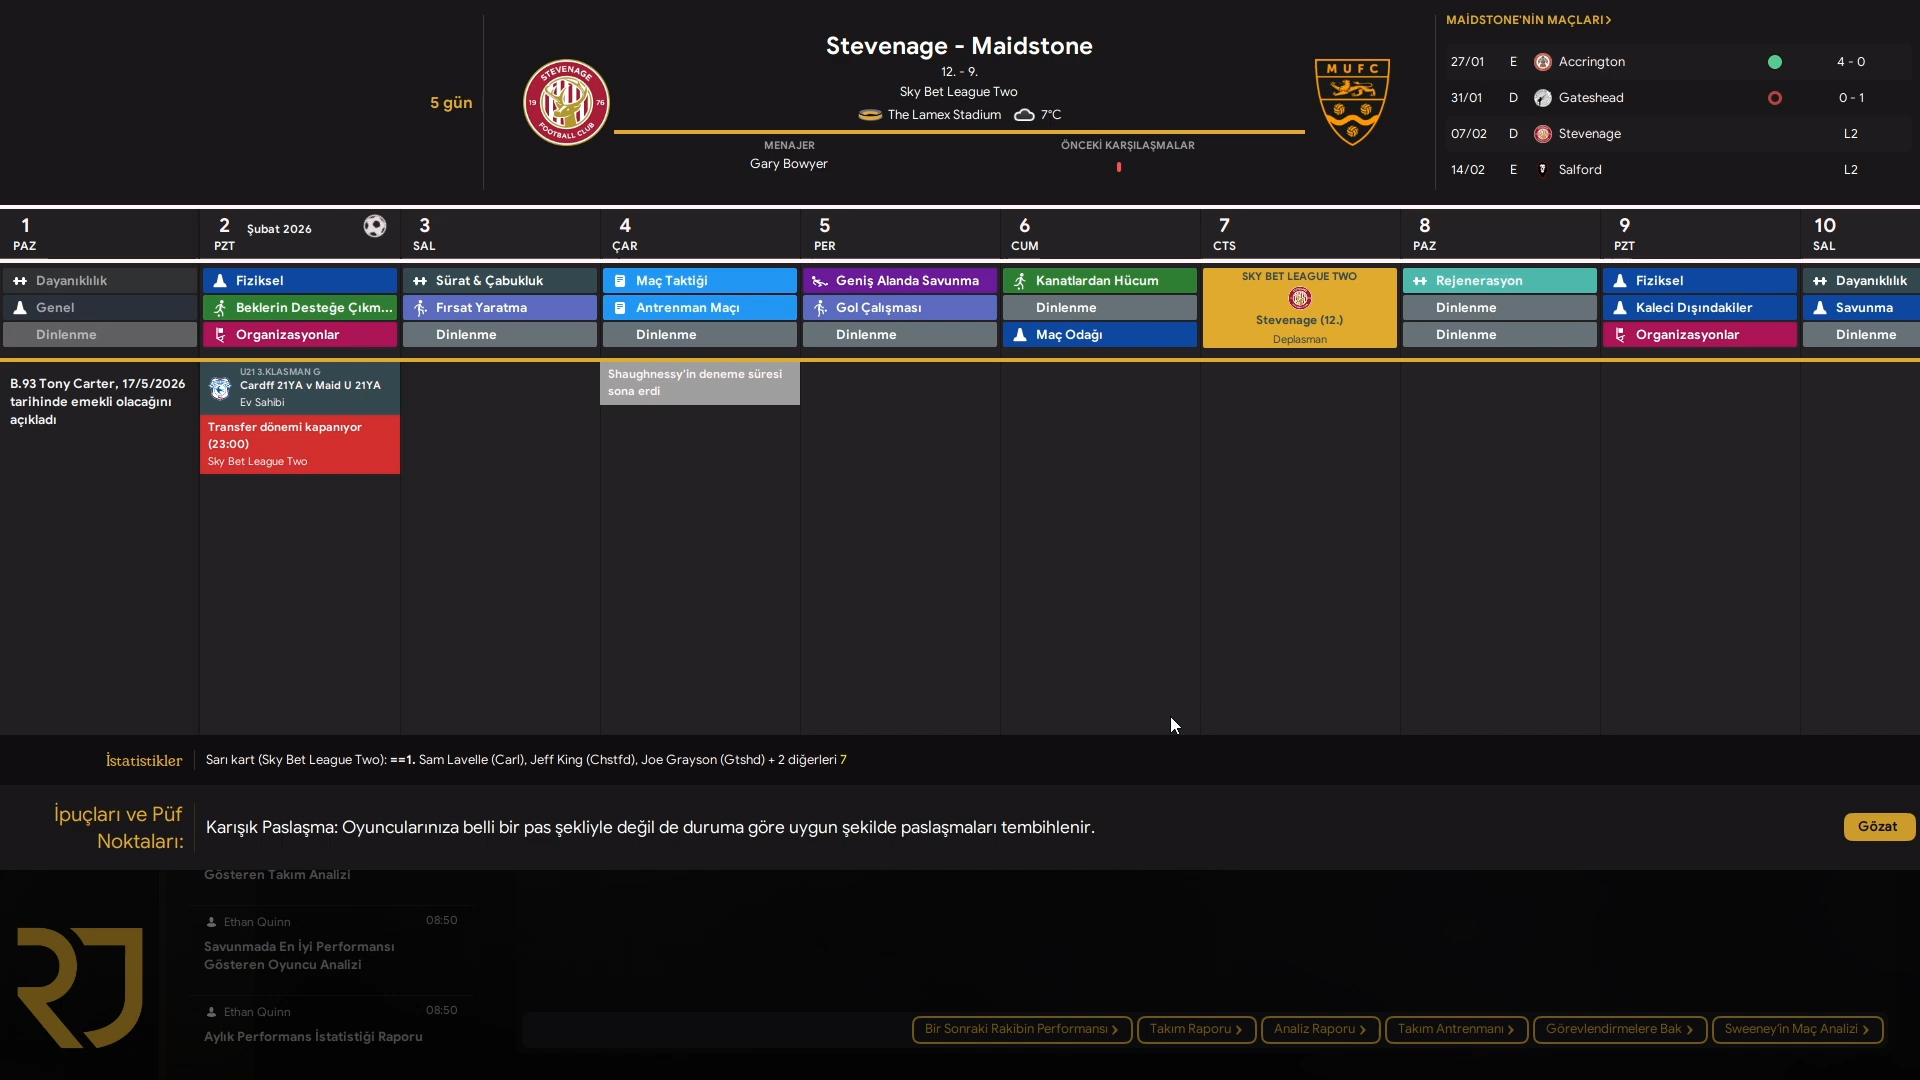 5 gün
STEVENAGE
19 76
FOOTBALL CLUB
Stevenage - Maidstone
12. - 9.
Sky Bet League Two
The Lamex Stadium 7°C
MENAJER
Gary Bowyer
ÖNCEKİ KARŞILAŞMALAR
MUFC
MAİDSTONE'NİN MAÇLARI>
27/01 E Accrington 4 - 0
31/01 D Gateshead 0 - 1
07/02 D Stevenage L2
14/02 E Salford L2
1 PAZ
2 PZT Şubat 2026
3 SAL
4 ÇAR
5 PER
6 CUM
7 CTS
8 PAZ
9 PZT
10 SAL
Dayanıklılık
Genel
Dinlenme
Fiziksel
Beklerin Desteğe Çıkm...
Organizasyonlar
Sürat & Çabukluk
Fırsat Yaratma
Dinlenme
Maç Taktiği
Antrenman Maçı
Dinlenme
Geniş Alanda Savunma
Gol Çalışması
Dinlenme
Kanatlardan Hücum
Dinlenme
Maç Odağı
SKY BET LEAGUE TWO
Stevenage (12.)
Deplasman
Rejenerasyon
Dinlenme
Dinlenme
Fiziksel
Kaleci Dışındakiler
Organizasyonlar
Dayanıklılık
Savunma
Dinlenme
B.93 Tony Carter, 17/5/2026
tarihinde emekli olacağını
açıkladı
U21 3.KLASMAN G
Cardff 21YA v Maid U 21YA
Ev Sahibi
Transfer dönemi kapanıyor
(23:00)
Sky Bet League Two
Shaughnessy'in deneme süresi
sona erdi
İstatistikler
Sarı kart (Sky Bet League Two): ==1. Sam Lavelle (Carl), Jeff King (Chstfd), Joe Grayson (Gtshd) + 2 diğerleri 7
İpuçları ve Püf
Noktaları:
Karışık Paslaşma: Oyuncularınıza belli bir pas şekliyle değil de duruma göre uygun şekilde paslaşmaları tembihlenir.
Gözat
Gösteren Takım Analizi
Ethan Quinn 08:50
Savunmada En İyi Performansı
Gösteren Oyuncu Analizi
Ethan Quinn 08:50
Aylık Performans İstatistiği Raporu
RJ
Bir Sonraki Rakibin Performansı >
Takım Raporu >
Analiz Raporu >
Takım Antrenmanı >
Görevlendirmelere Bak >
Sweeney'in Maç Analizi >